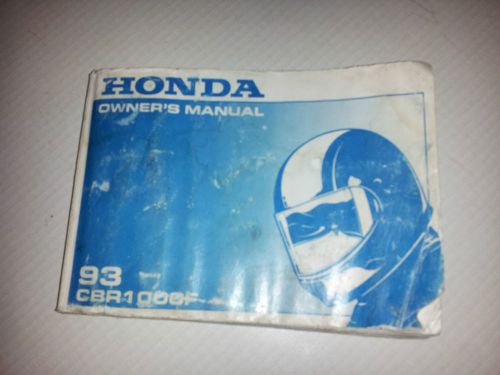 HONDA
OWNER'S MANUAL
93
CBR1000F